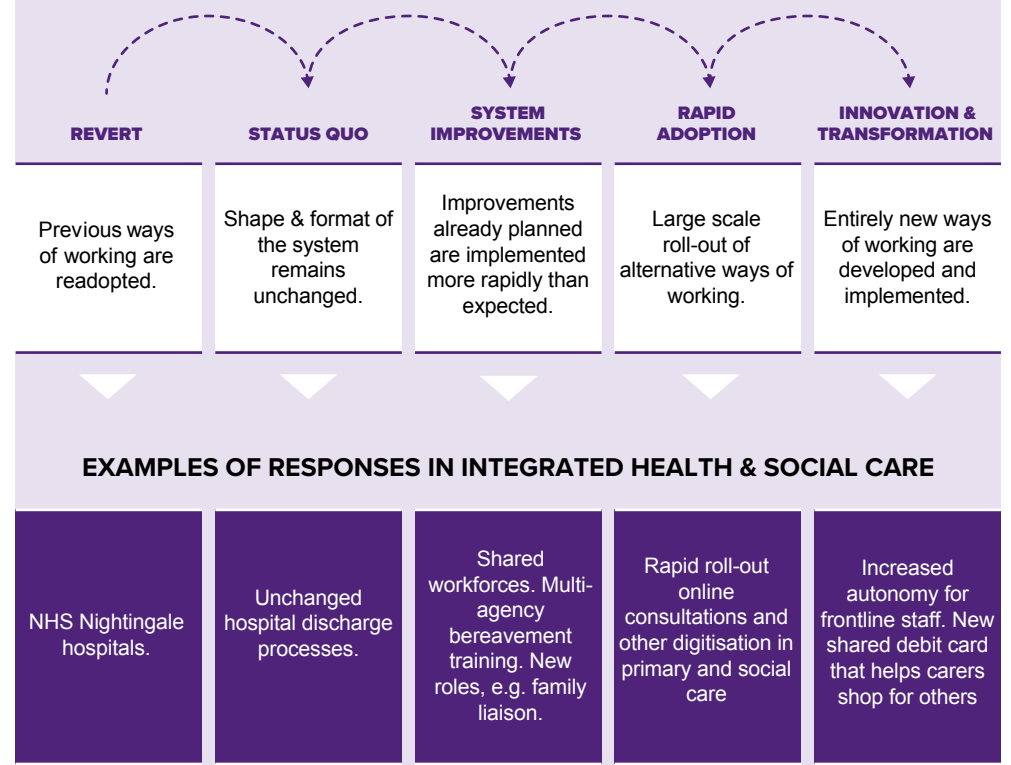 REVERT
STATUS QUO
SYSTEM
IMPROVEMENTS
RAPID
ADOPTION
INNOVATION &
TRANSFORMATION
Previous ways
of working are
readopted.
Shape & format of
the system
remains
unchanged.
Improvements
already planned
are implemented
more rapidly than
expected.
Large scale
roll-out of
alternative ways of
working.
Entirely new ways
of working are
developed and
implemented.
EXAMPLES OF RESPONSES IN INTEGRATED HEALTH & SOCIAL CARE
NHS Nightingale
hospitals.
Unchanged
hospital discharge
processes.
Shared
workforces. Multi-
agency
bereavement
training. New
roles, e.g. family
liaison.
Rapid roll-out
online
consultations and
other digitisation in
primary and social
care
Increased
autonomy for
frontline staff. New
shared debit card
that helps carers
shop for others